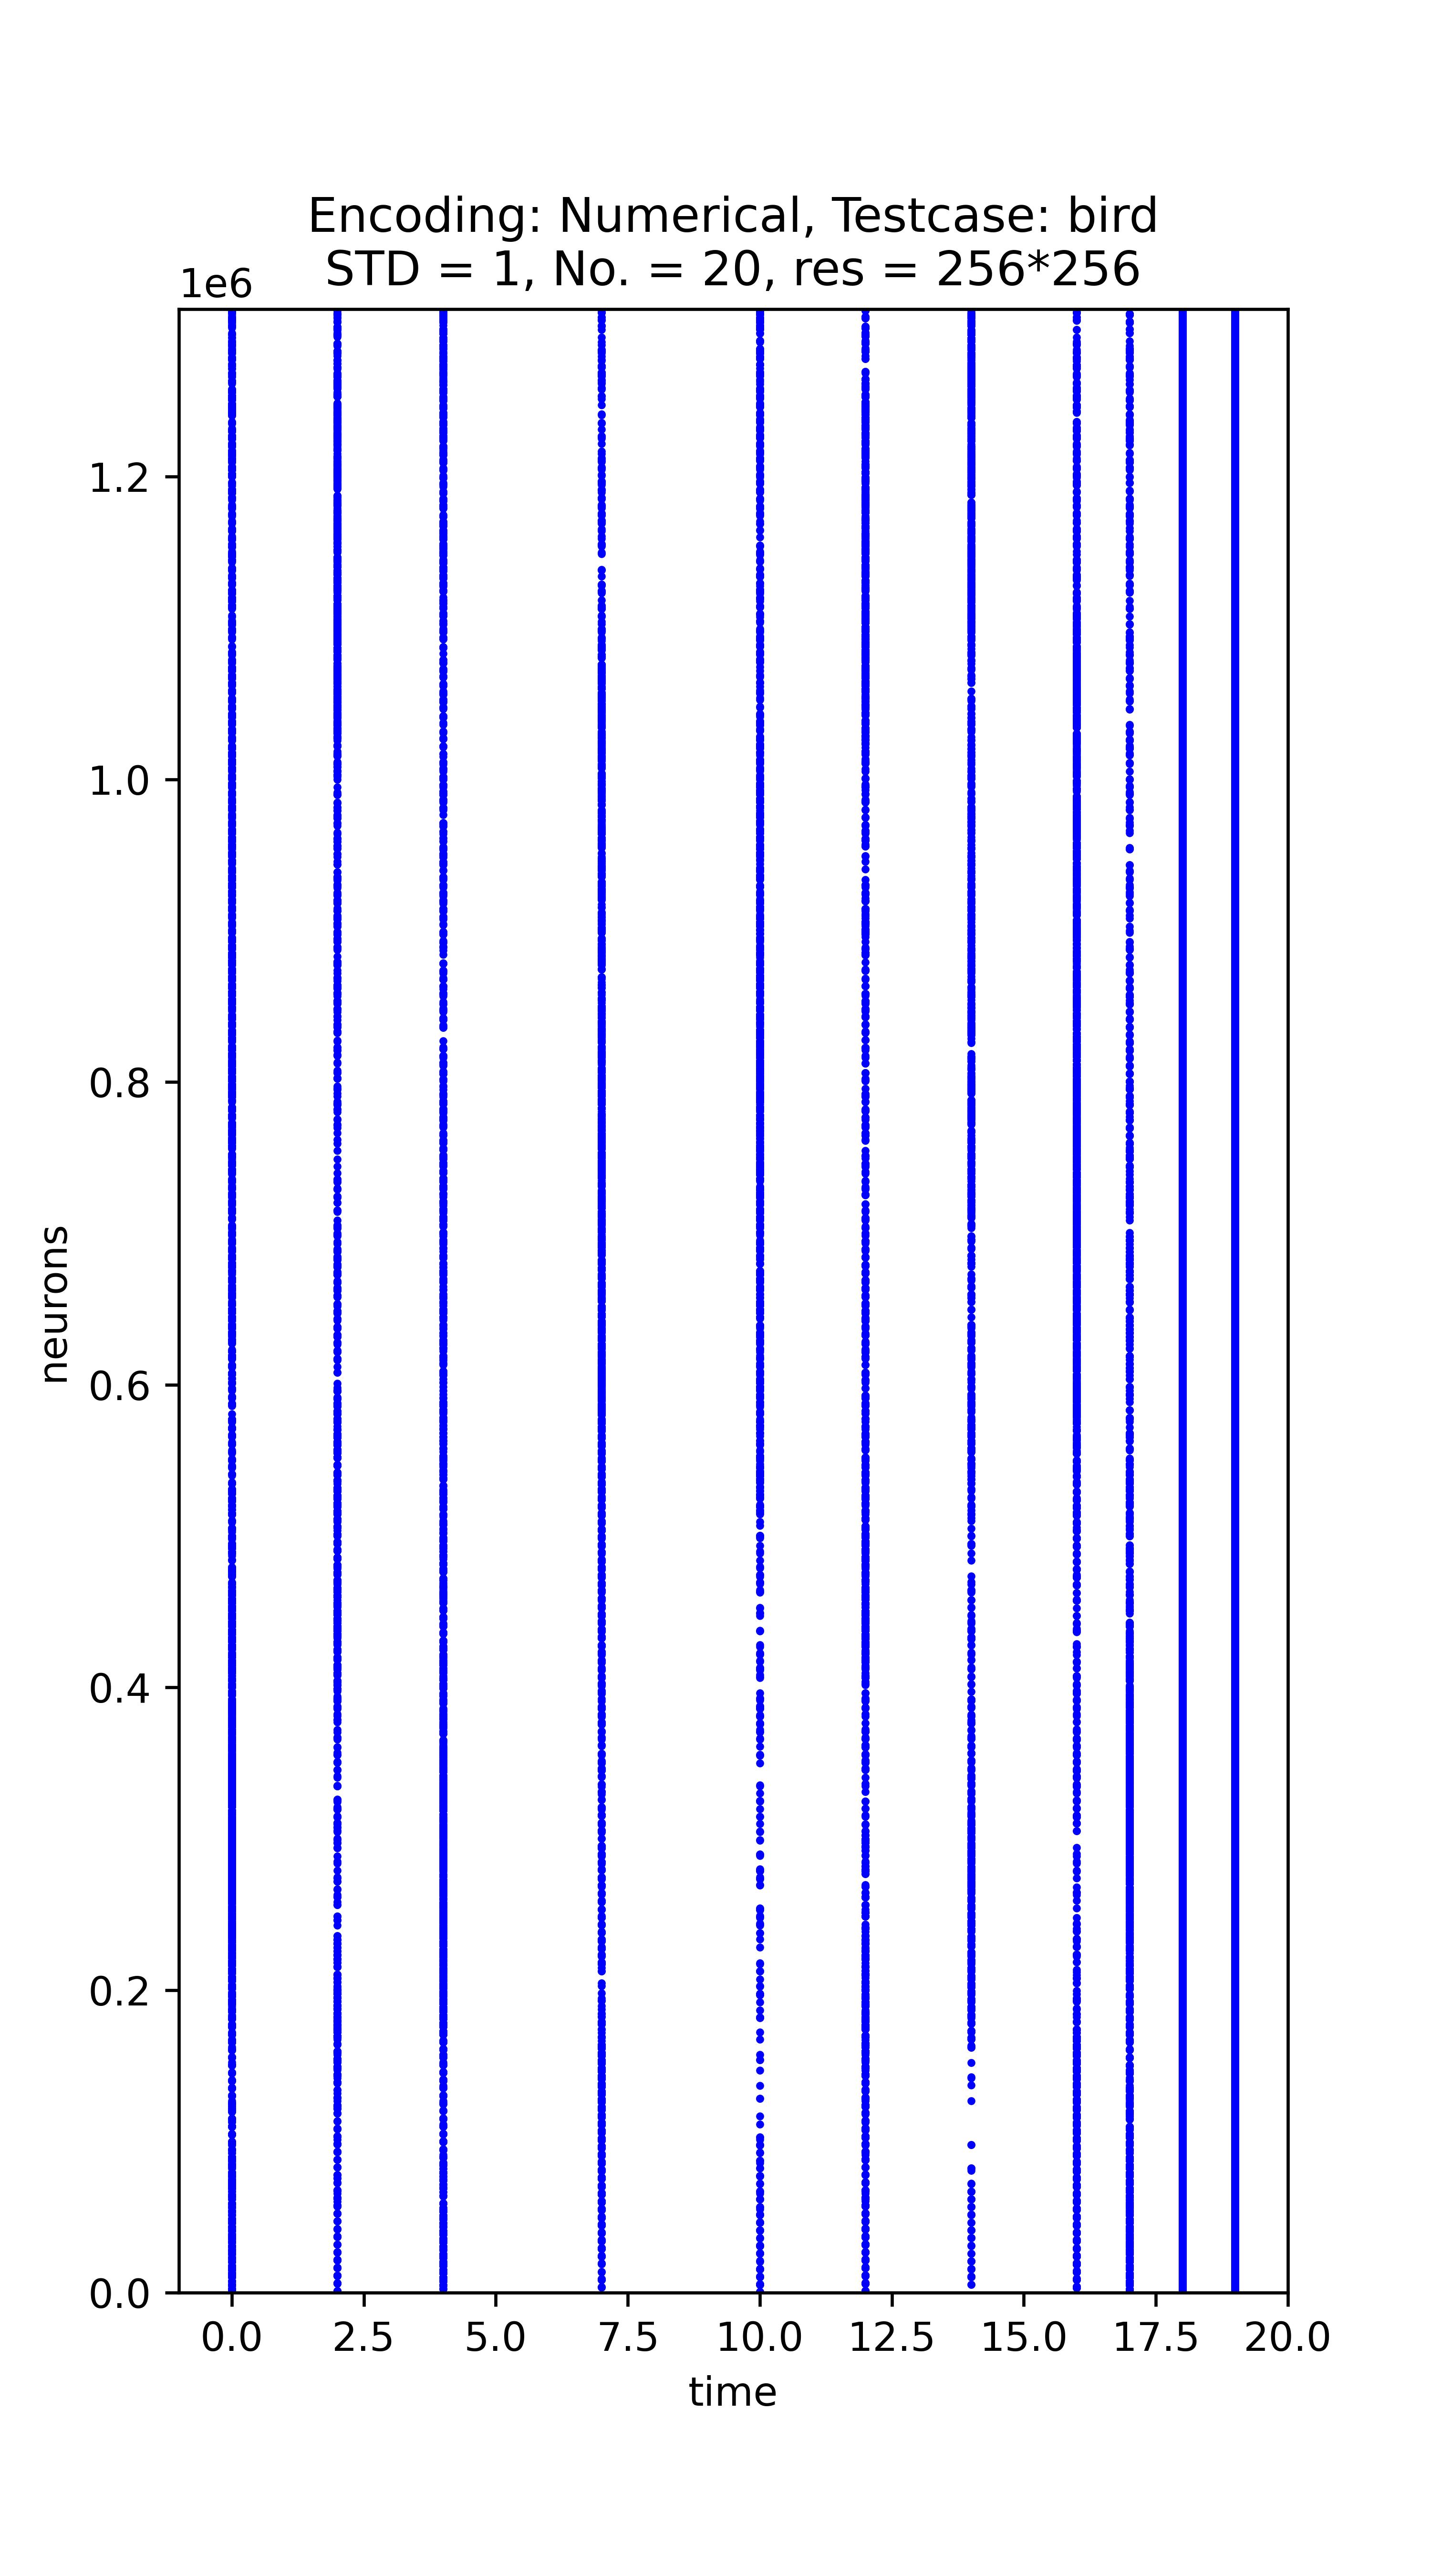 Encoding: Numerical, Testcase: bird
STD = 1, No. = 20, res = 256*256
1e6
1.2
1.0
0.8
0.6
0.4
0.2
0.0
neurons
0.0 2.5 5.0 7.5 10.0 12.5 15.0 17.5 20.0
time